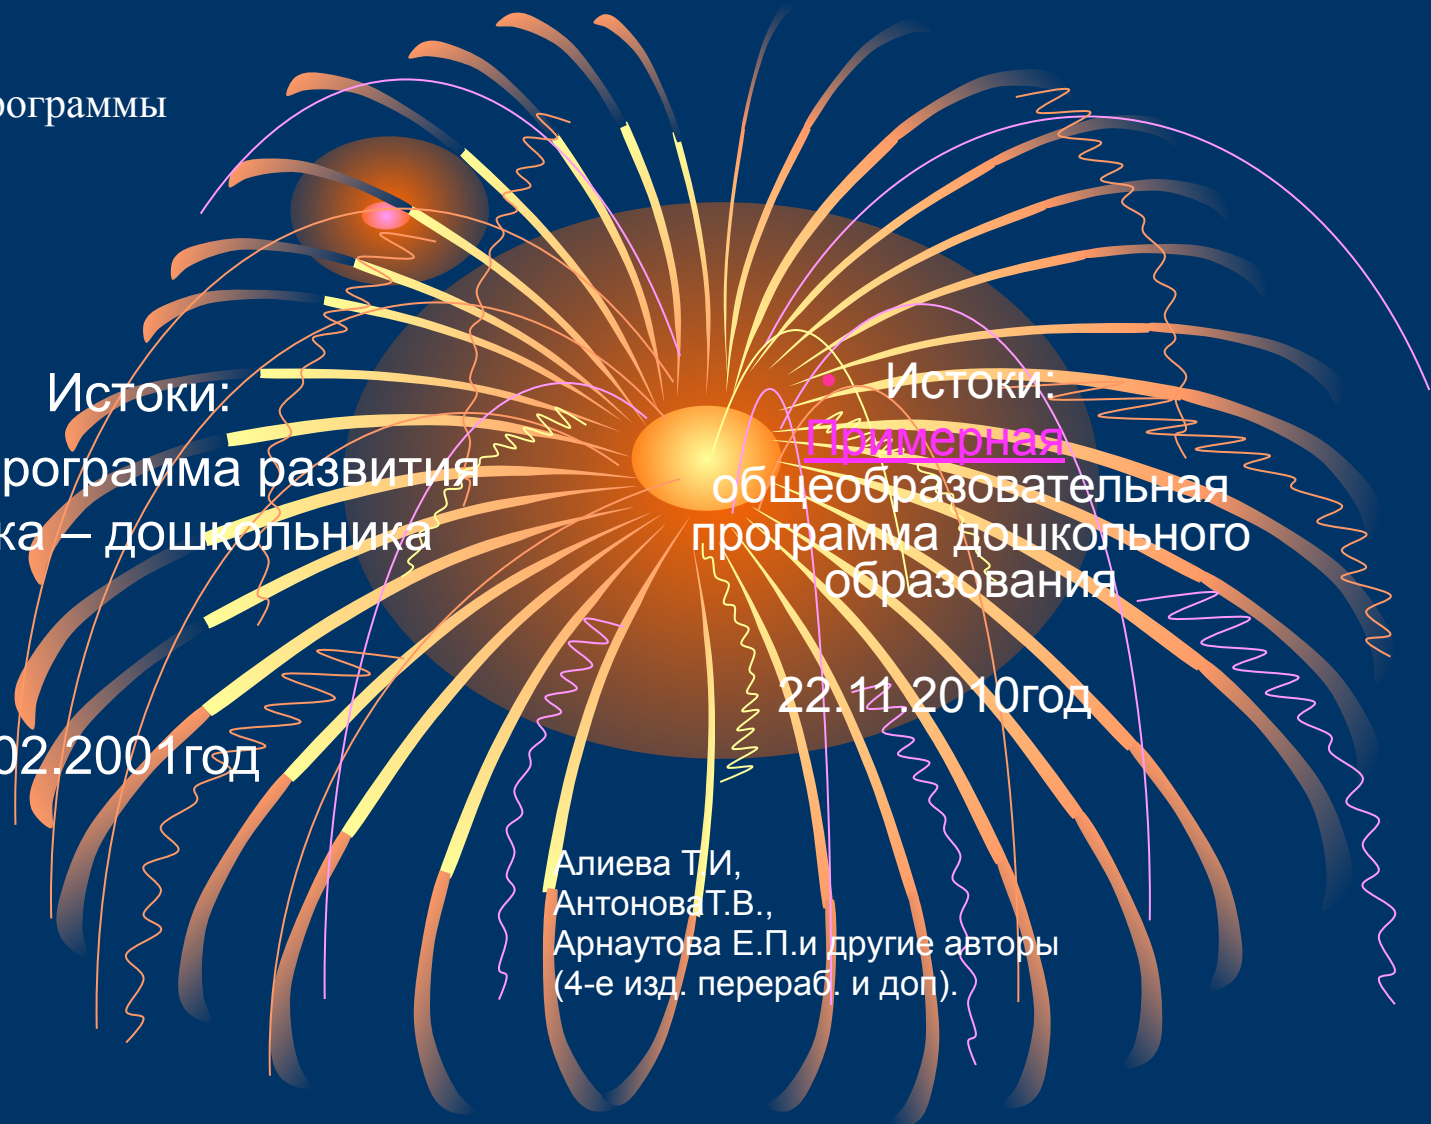 рограммы
Истоки:
рограмма развития
ка – дошкольника
02.2001год
Истоки:
Примерная
общеобразовательная
программа дошкольного
образования
22.11.2010год
Алиева Т.И,
АнтоноваТ.В.,
Арнаутова Е.П.и другие авторы
(4-е изд. перераб. и доп).